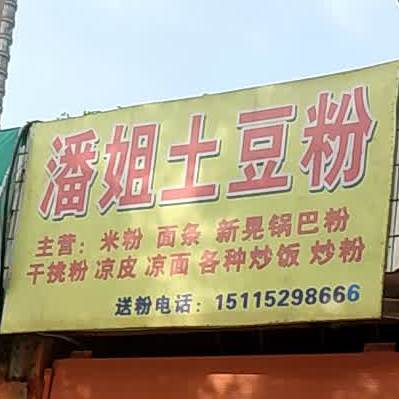 潘姐土豆粉
主营：米粉 面条 新晃锅巴粉
干挑粉 凉皮 凉面 各种炒饭 炒粉
送粉电话：15115298666